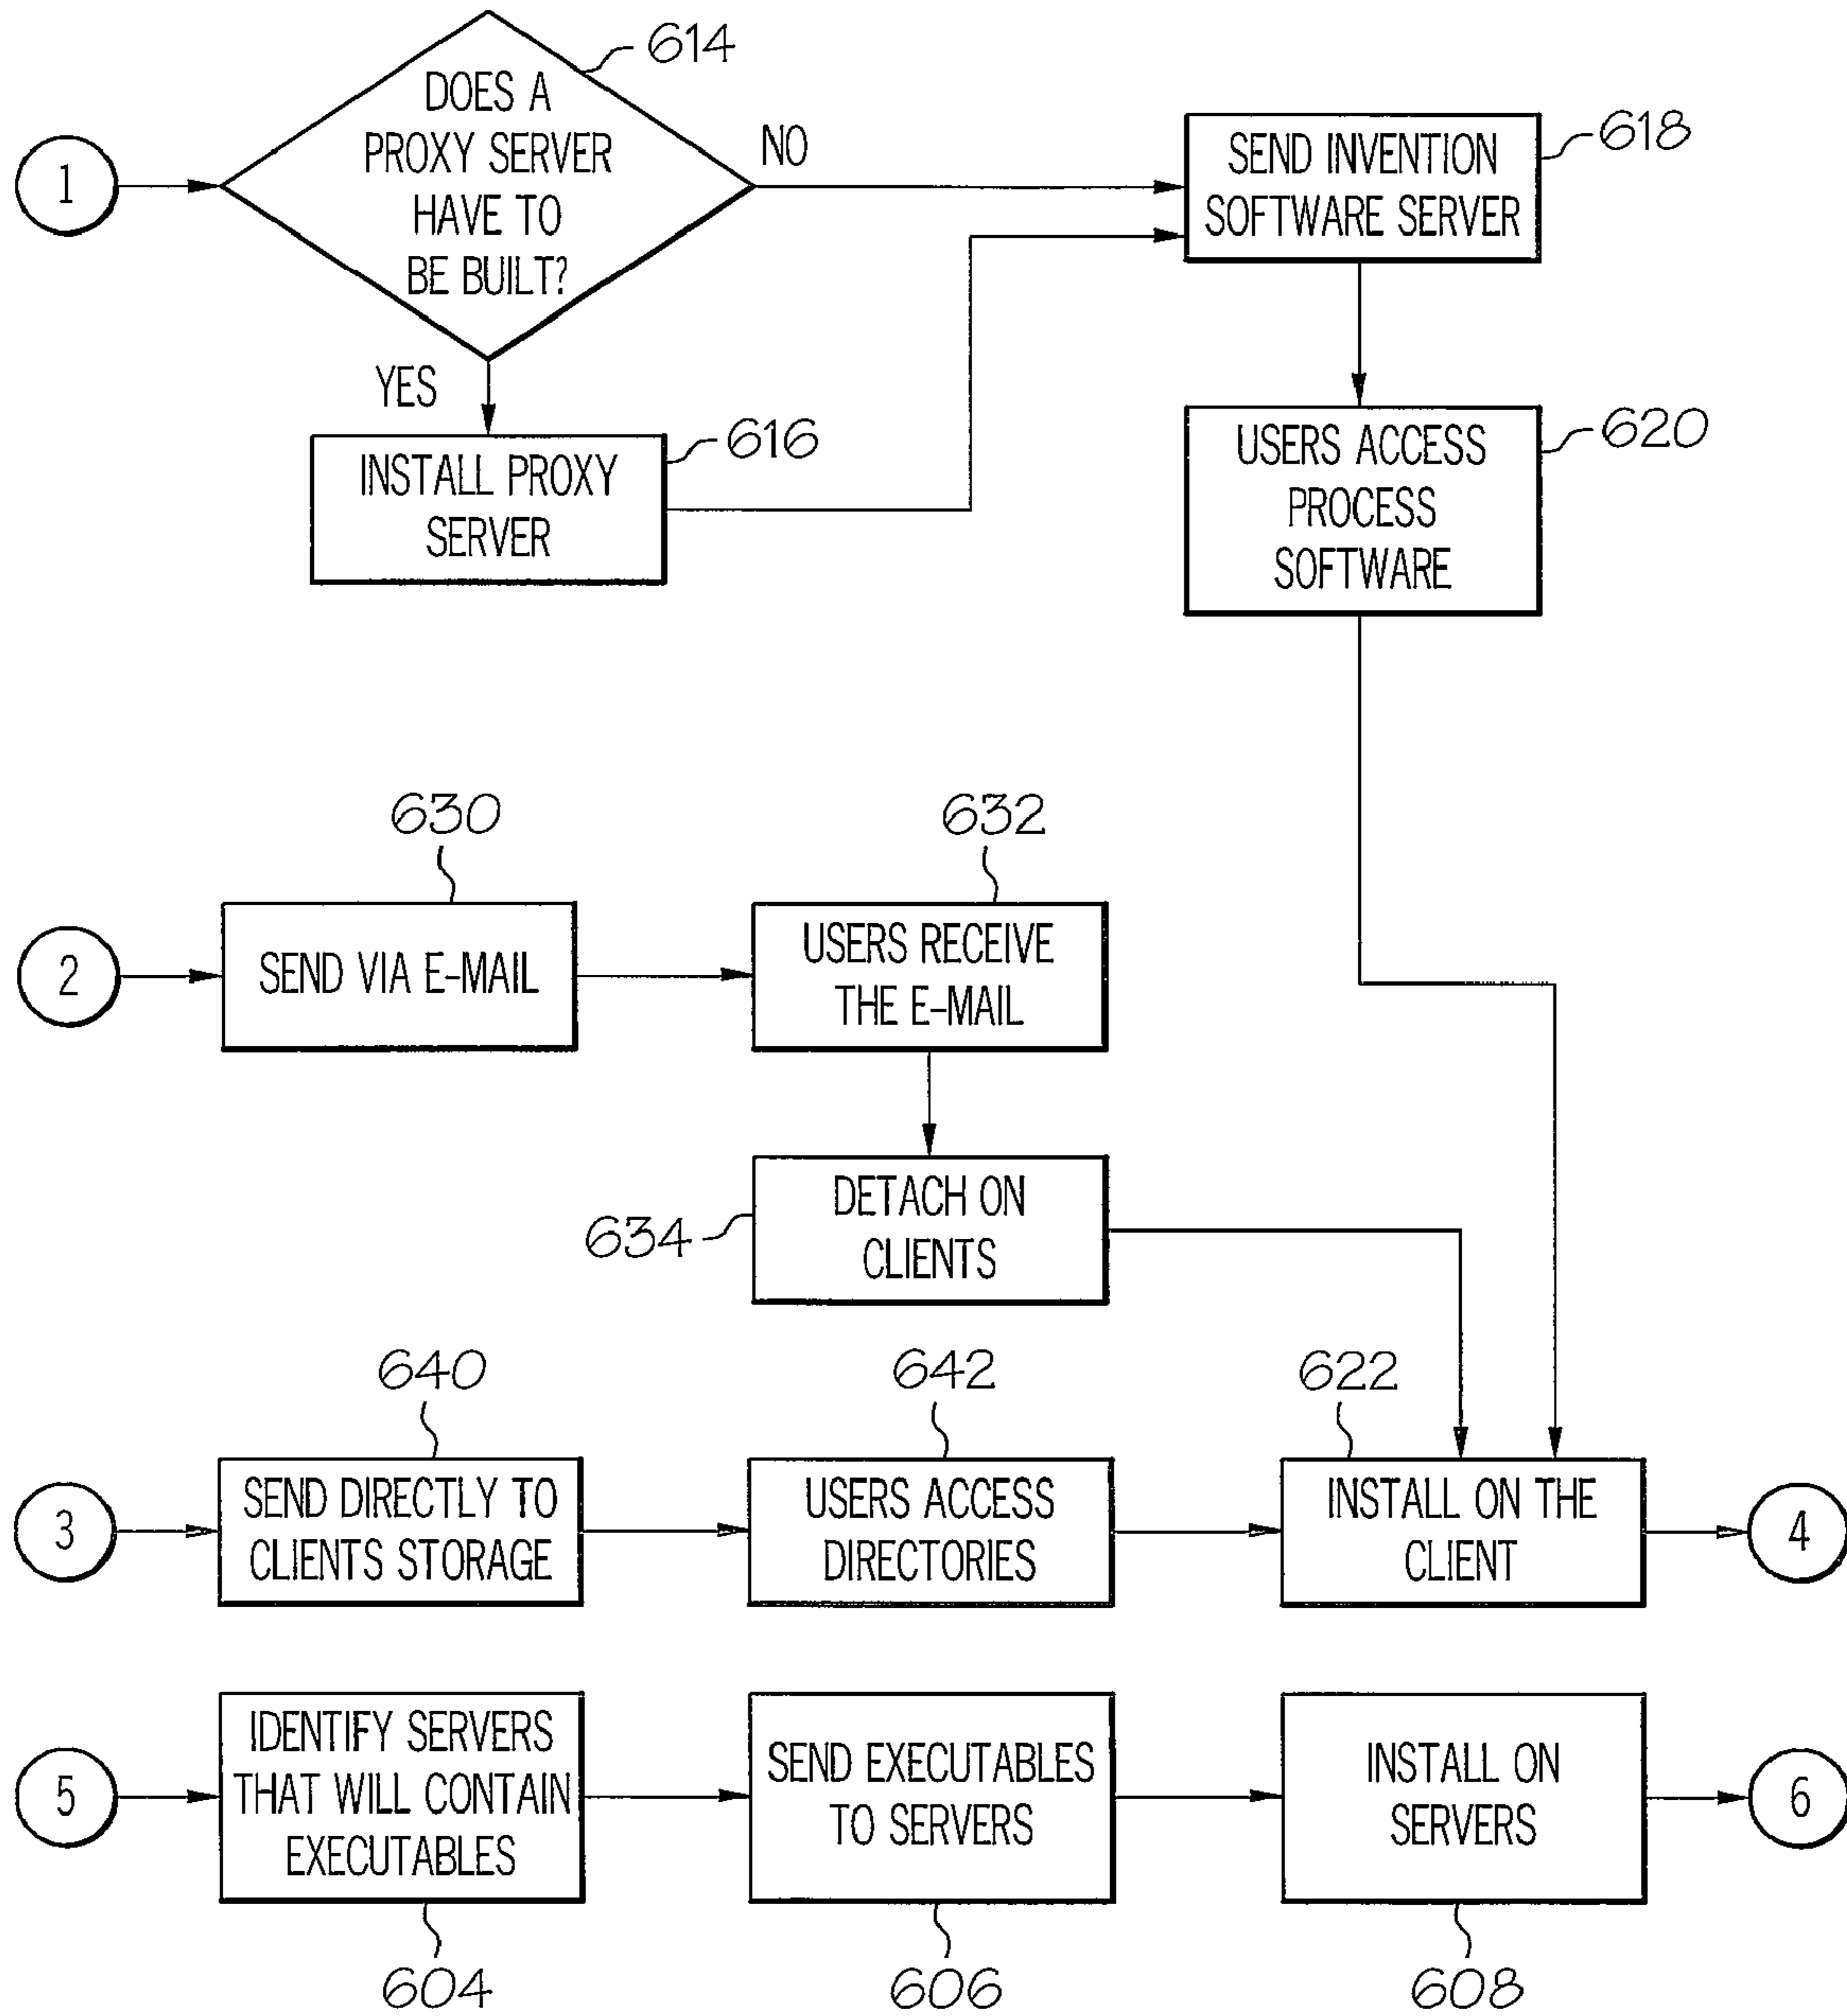 1
DOES A
PROXY SERVER
HAVE TO
BE BUILT?
614
NO
YES
INSTALL PROXY
SERVER
616
SEND INVENTION
SOFTWARE SERVER
618
USERS ACCESS
PROCESS
SOFTWARE
620
2
630
SEND VIA E-MAIL
632
USERS RECEIVE
THE E-MAIL
634
DETACH ON
CLIENTS
3
640
SEND DIRECTLY TO
CLIENTS STORAGE
642
USERS ACCESS
DIRECTORIES
622
INSTALL ON THE
CLIENT
4
5
IDENTIFY SERVERS
THAT WILL CONTAIN
EXECUTABLES
604
SEND EXECUTABLES
TO SERVERS
606
INSTALL ON
SERVERS
608
6